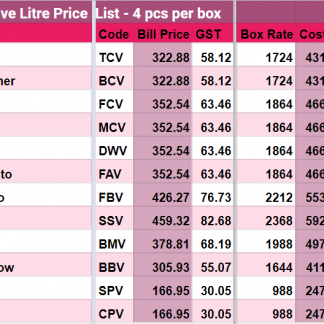 ve Litre Price List - 4 pcs per box
Code Bill Price GST Box Rate Cost
TCV 322.88 58.12 1724 431
ner BCV 322.88 58.12 1724 431
FCV 352.54 63.46 1864 466
MCV 352.54 63.46 1864 466
DWV 352.54 63.46 1864 466
to FAV 352.54 63.46 1864 466
o FBV 426.27 76.73 2212 553
SSV 459.32 82.68 2368 592
BMV 378.81 68.19 1988 497
ow BBV 305.93 55.07 1644 411
SPV 166.95 30.05 988 247
CPV 166.95 30.05 988 247